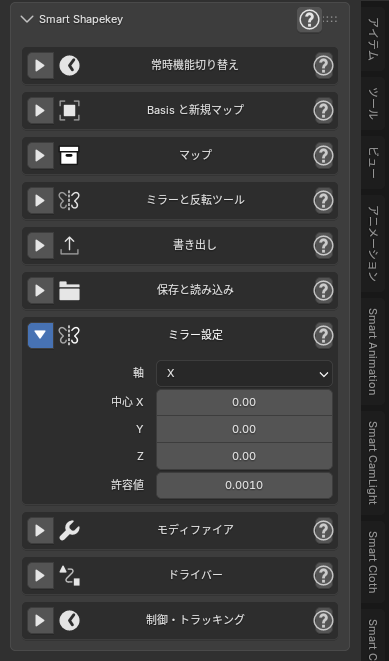 Smart Shapekey
常時機能切り替え
Basis と新規マップ
マップ
ミラーと反転ツール
書き出し
保存と読み込み
ミラー設定
軸 X
中心 X 0.00
Y 0.00
Z 0.00
許容値 0.0010
モディファイア
ドライバー
制御・トラッキング
アイテム
ツール
ビュー
アニメーション
Smart Animation
Smart CamLight
Smart Cloth
Smart C